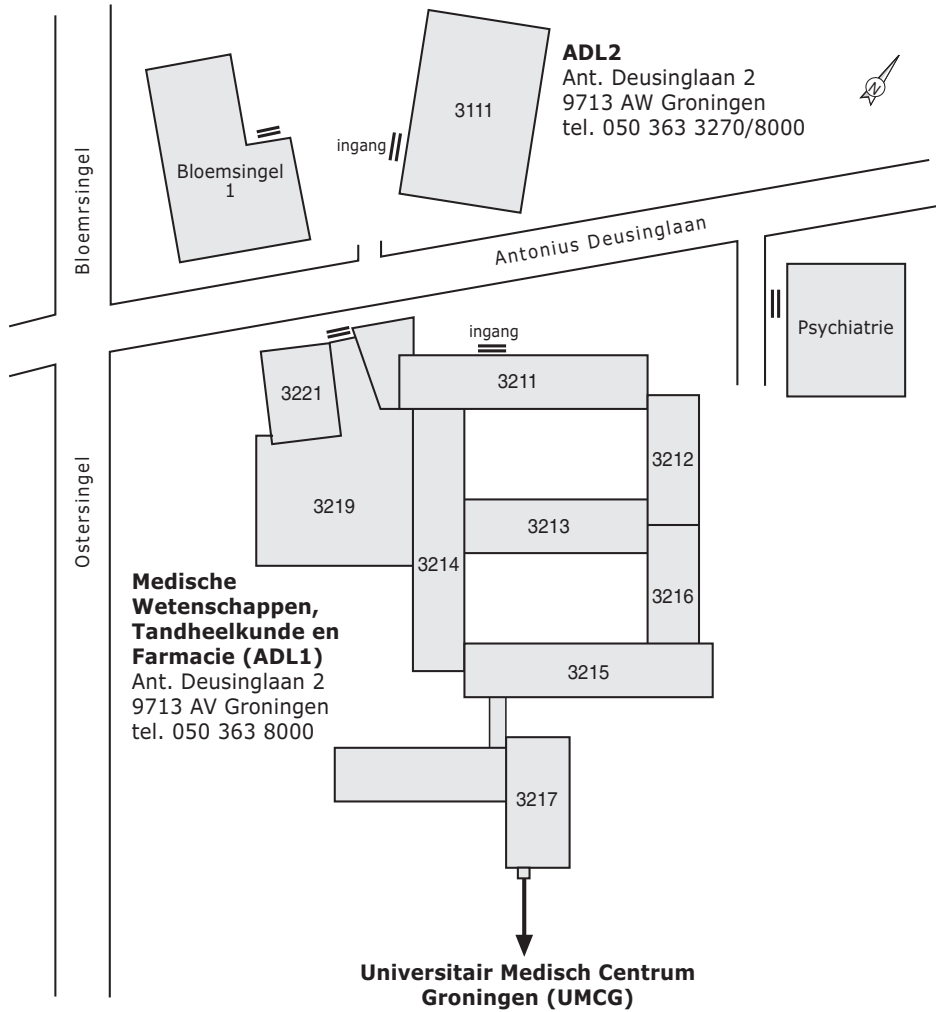 ADL2
Ant. Deusinglaan 2
9713 AW Groningen
tel. 050 363 3270/8000
N
3111
ingang
Bloemsingel
1
Bloemrsingel
Antonius Deusinglaan
Psychiatrie
ingang
3211
3221
3212
3219
3213
3214
3216
Ostersingel
Medische
Wetenschappen,
Tandheelkunde en
Farmacie (ADL1)
Ant. Deusinglaan 2
9713 AV Groningen
tel. 050 363 8000
3215
3217
Universitair Medisch Centrum
Groningen (UMCG)